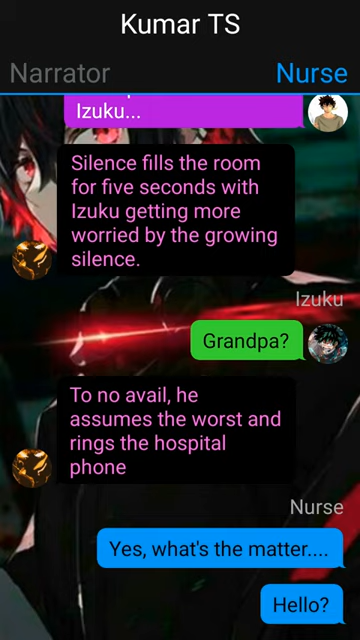 Kumar TS
Narrator
Nurse
Izuku...
Silence fills the room
for five seconds with
Izuku getting more
worried by the growing
silence.
Izuku
Grandpa?
To no avail, he
assumes the worst and
rings the hospital
phone
Nurse
Yes, what's the matter....
Hello?